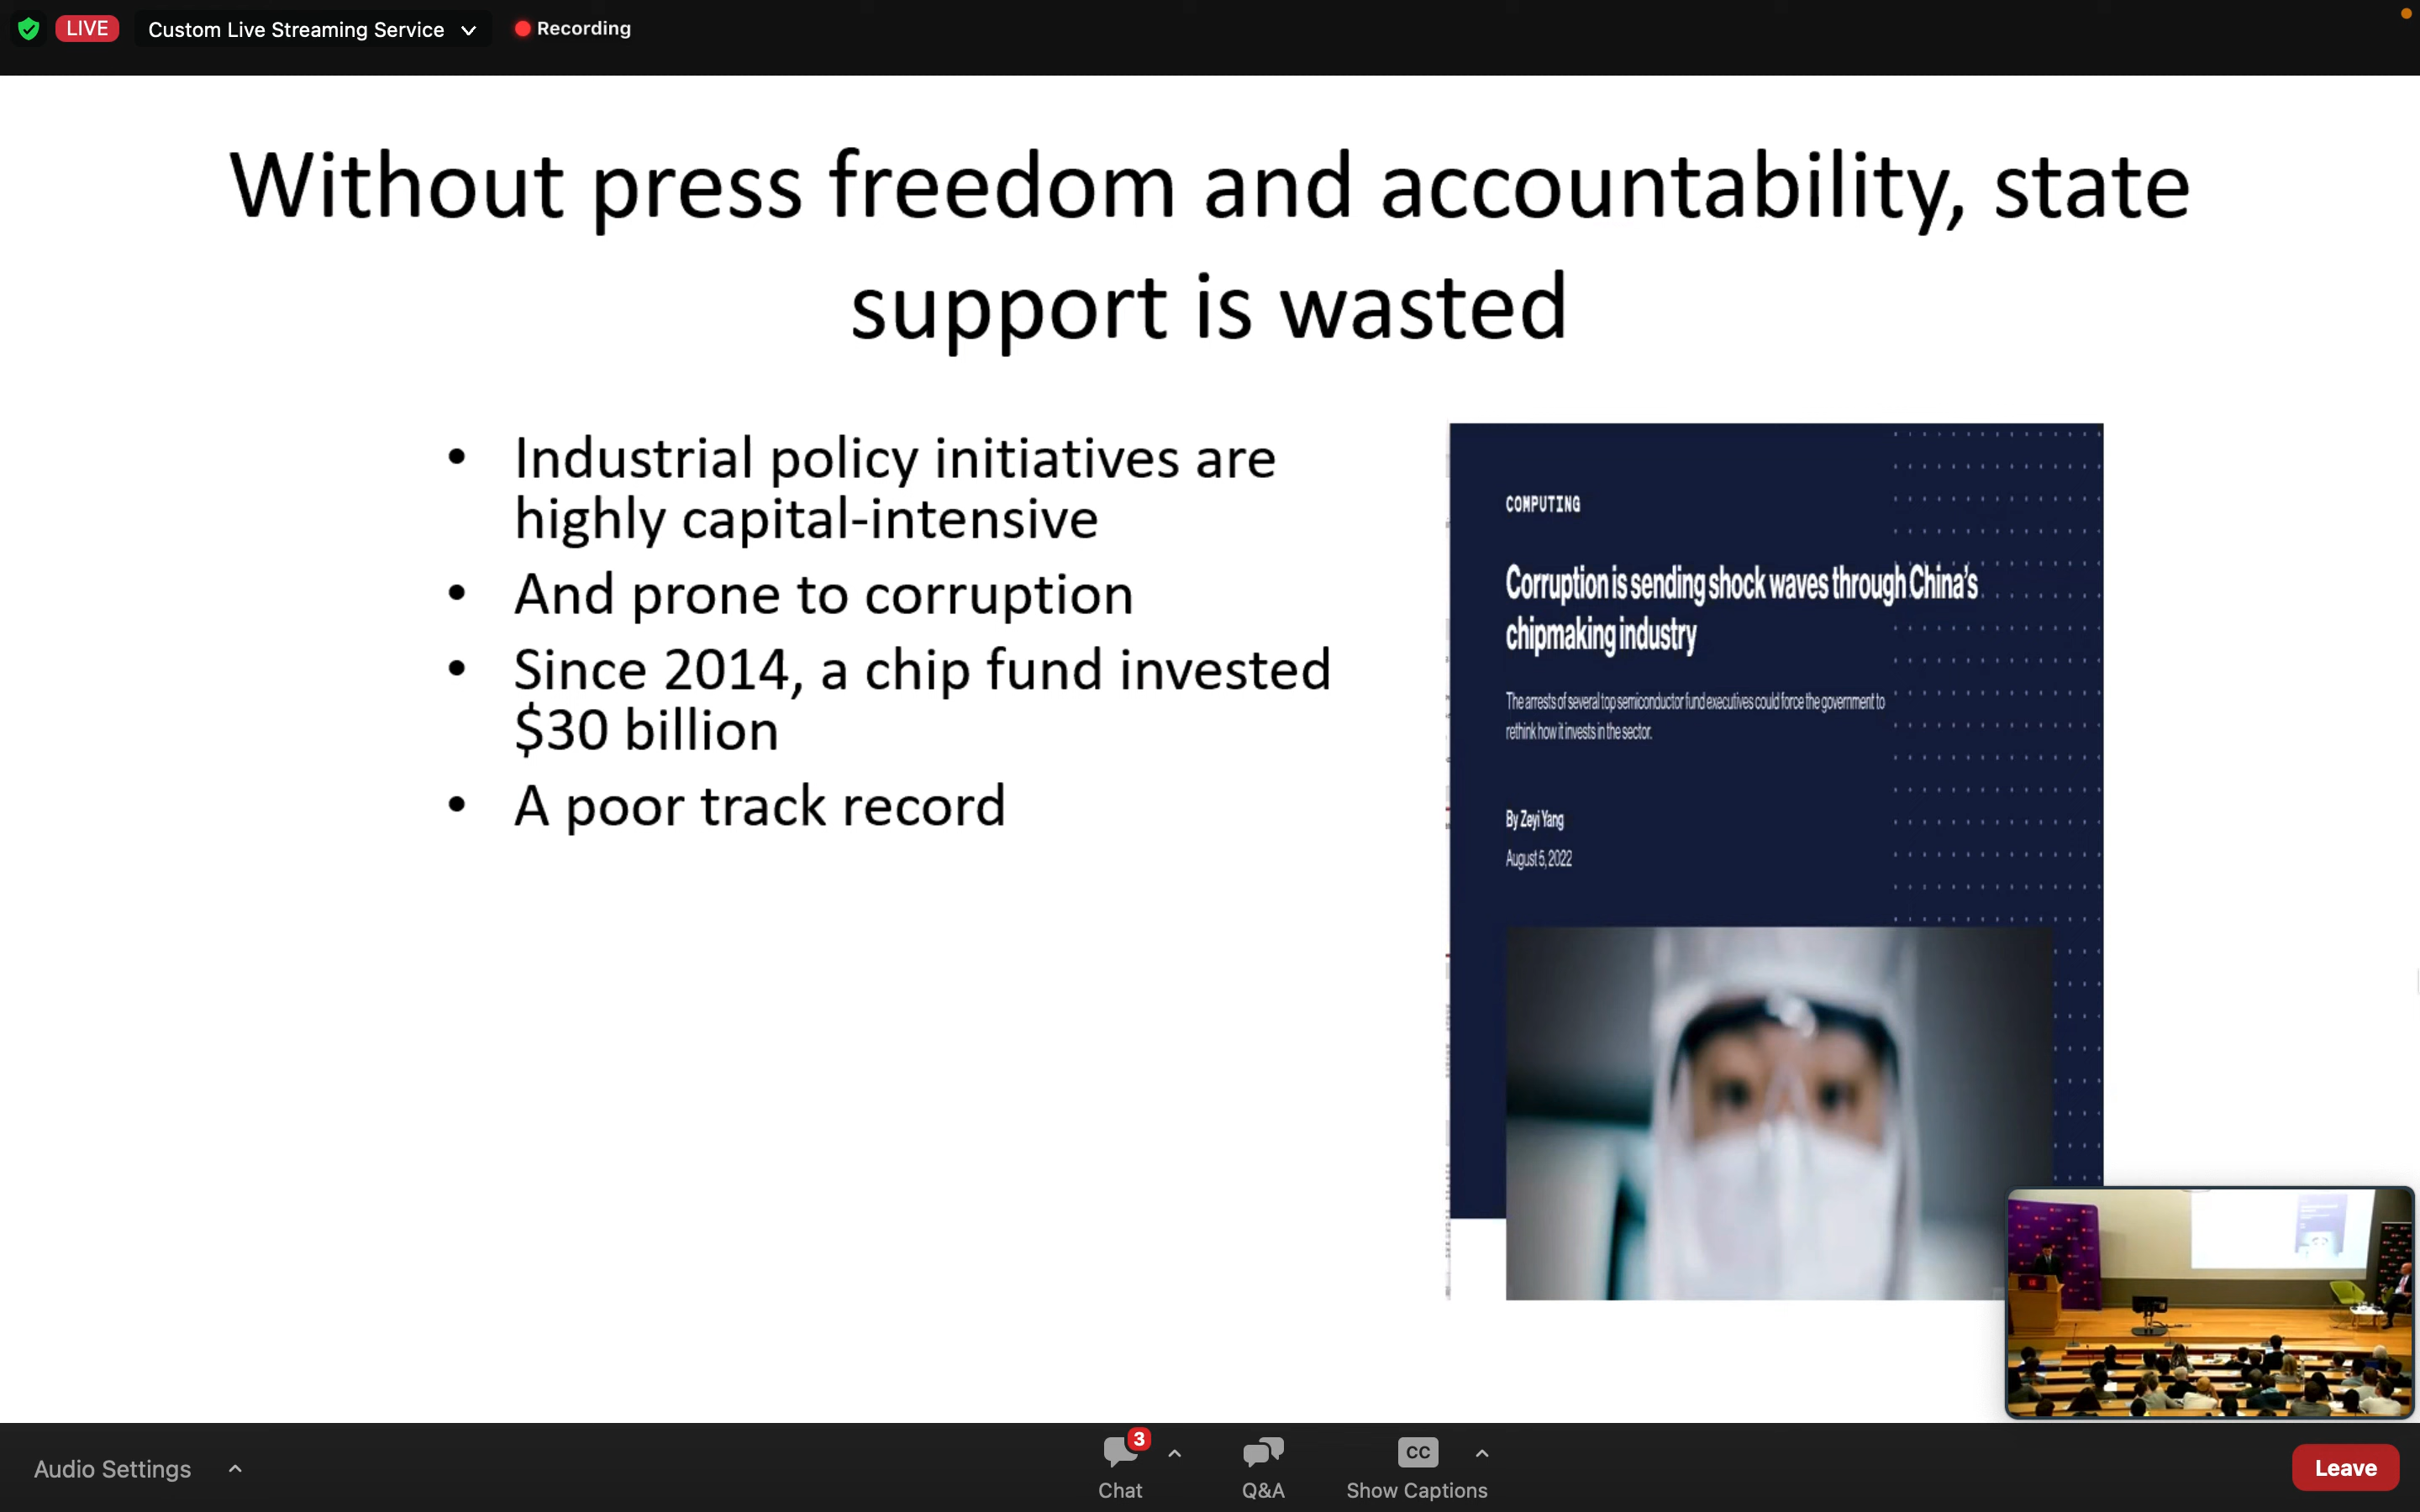 LIVE
Custom Live Streaming Service
Recording
Without press freedom and accountability, state
support is wasted
• Industrial policy initiatives are
highly capital-intensive
• And prone to corruption
• Since 2014, a chip fund invested
$30 billion
• A poor track record
COMPUTING
Corruption is sending shock waves through China's
chipmaking industry
The arrests of several top semiconductor fund executives could force the government to
rethink how it invests in the sector.
By Zeyi Yang
August 5, 2022
Audio Settings
3
Chat
Q&A
CC
Show Captions
Leave